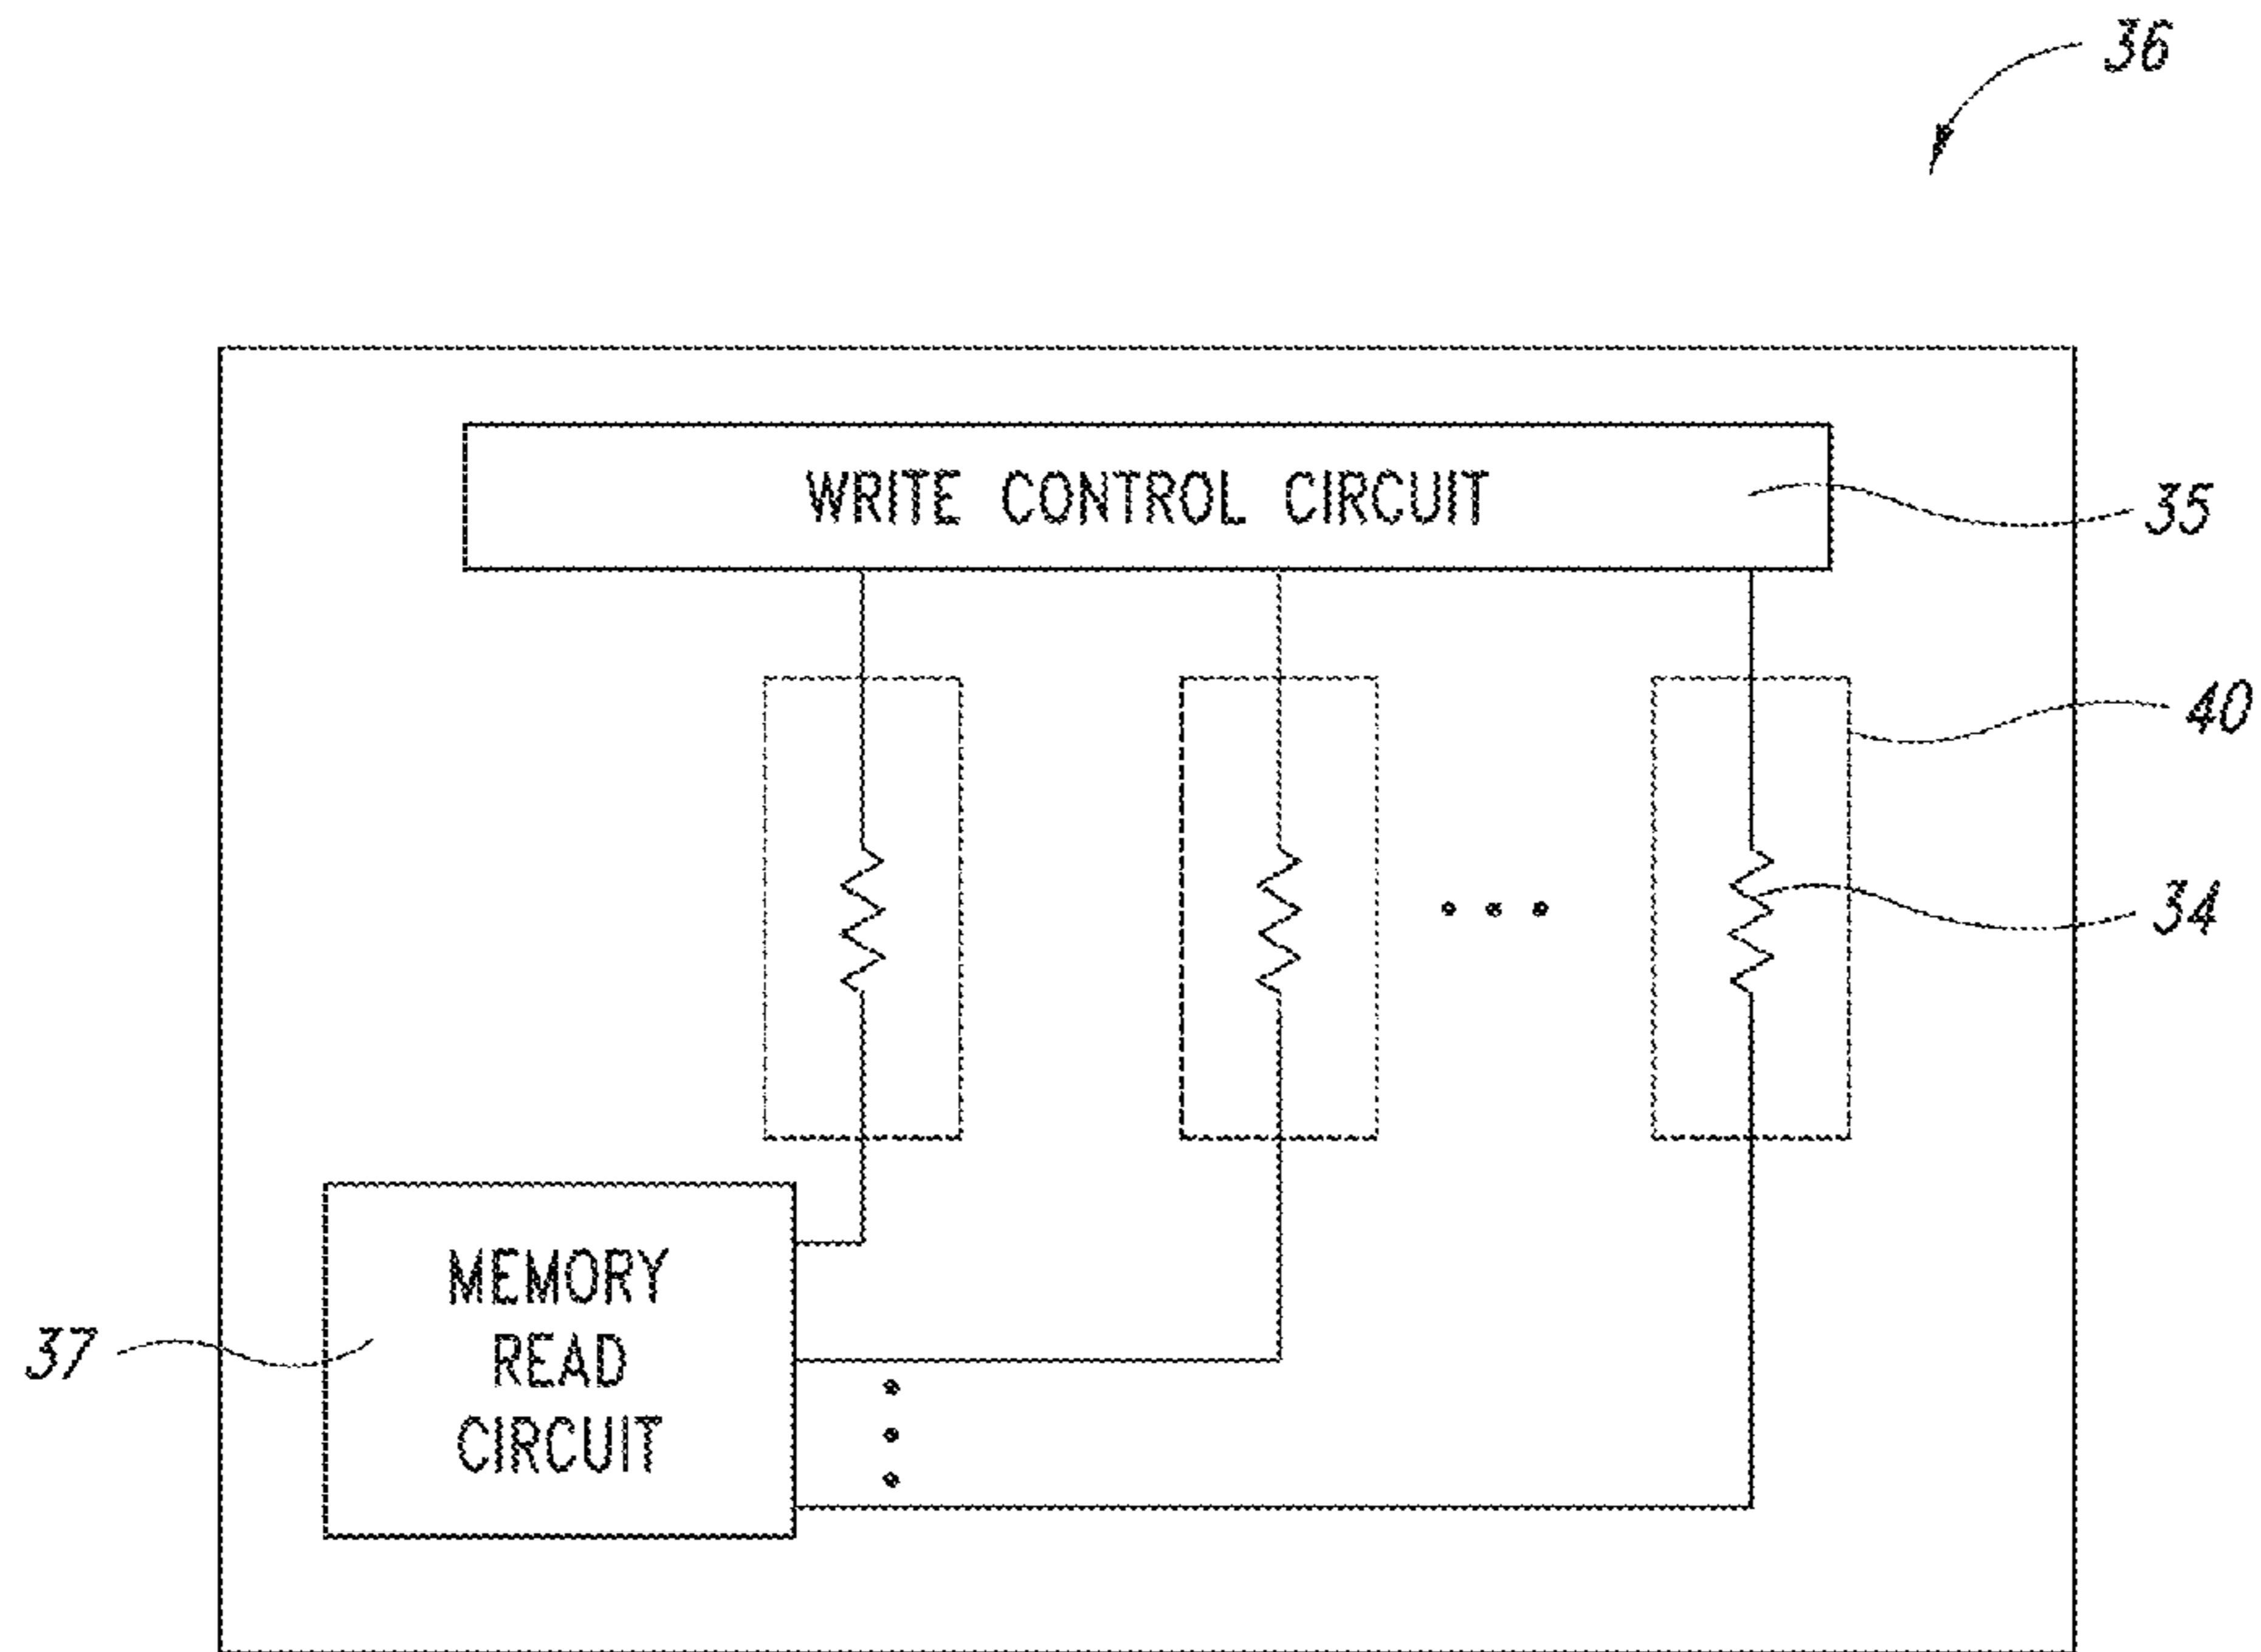 36
WRITE CONTROL CIRCUIT
35
40
34
MEMORY
READ
CIRCUIT
37